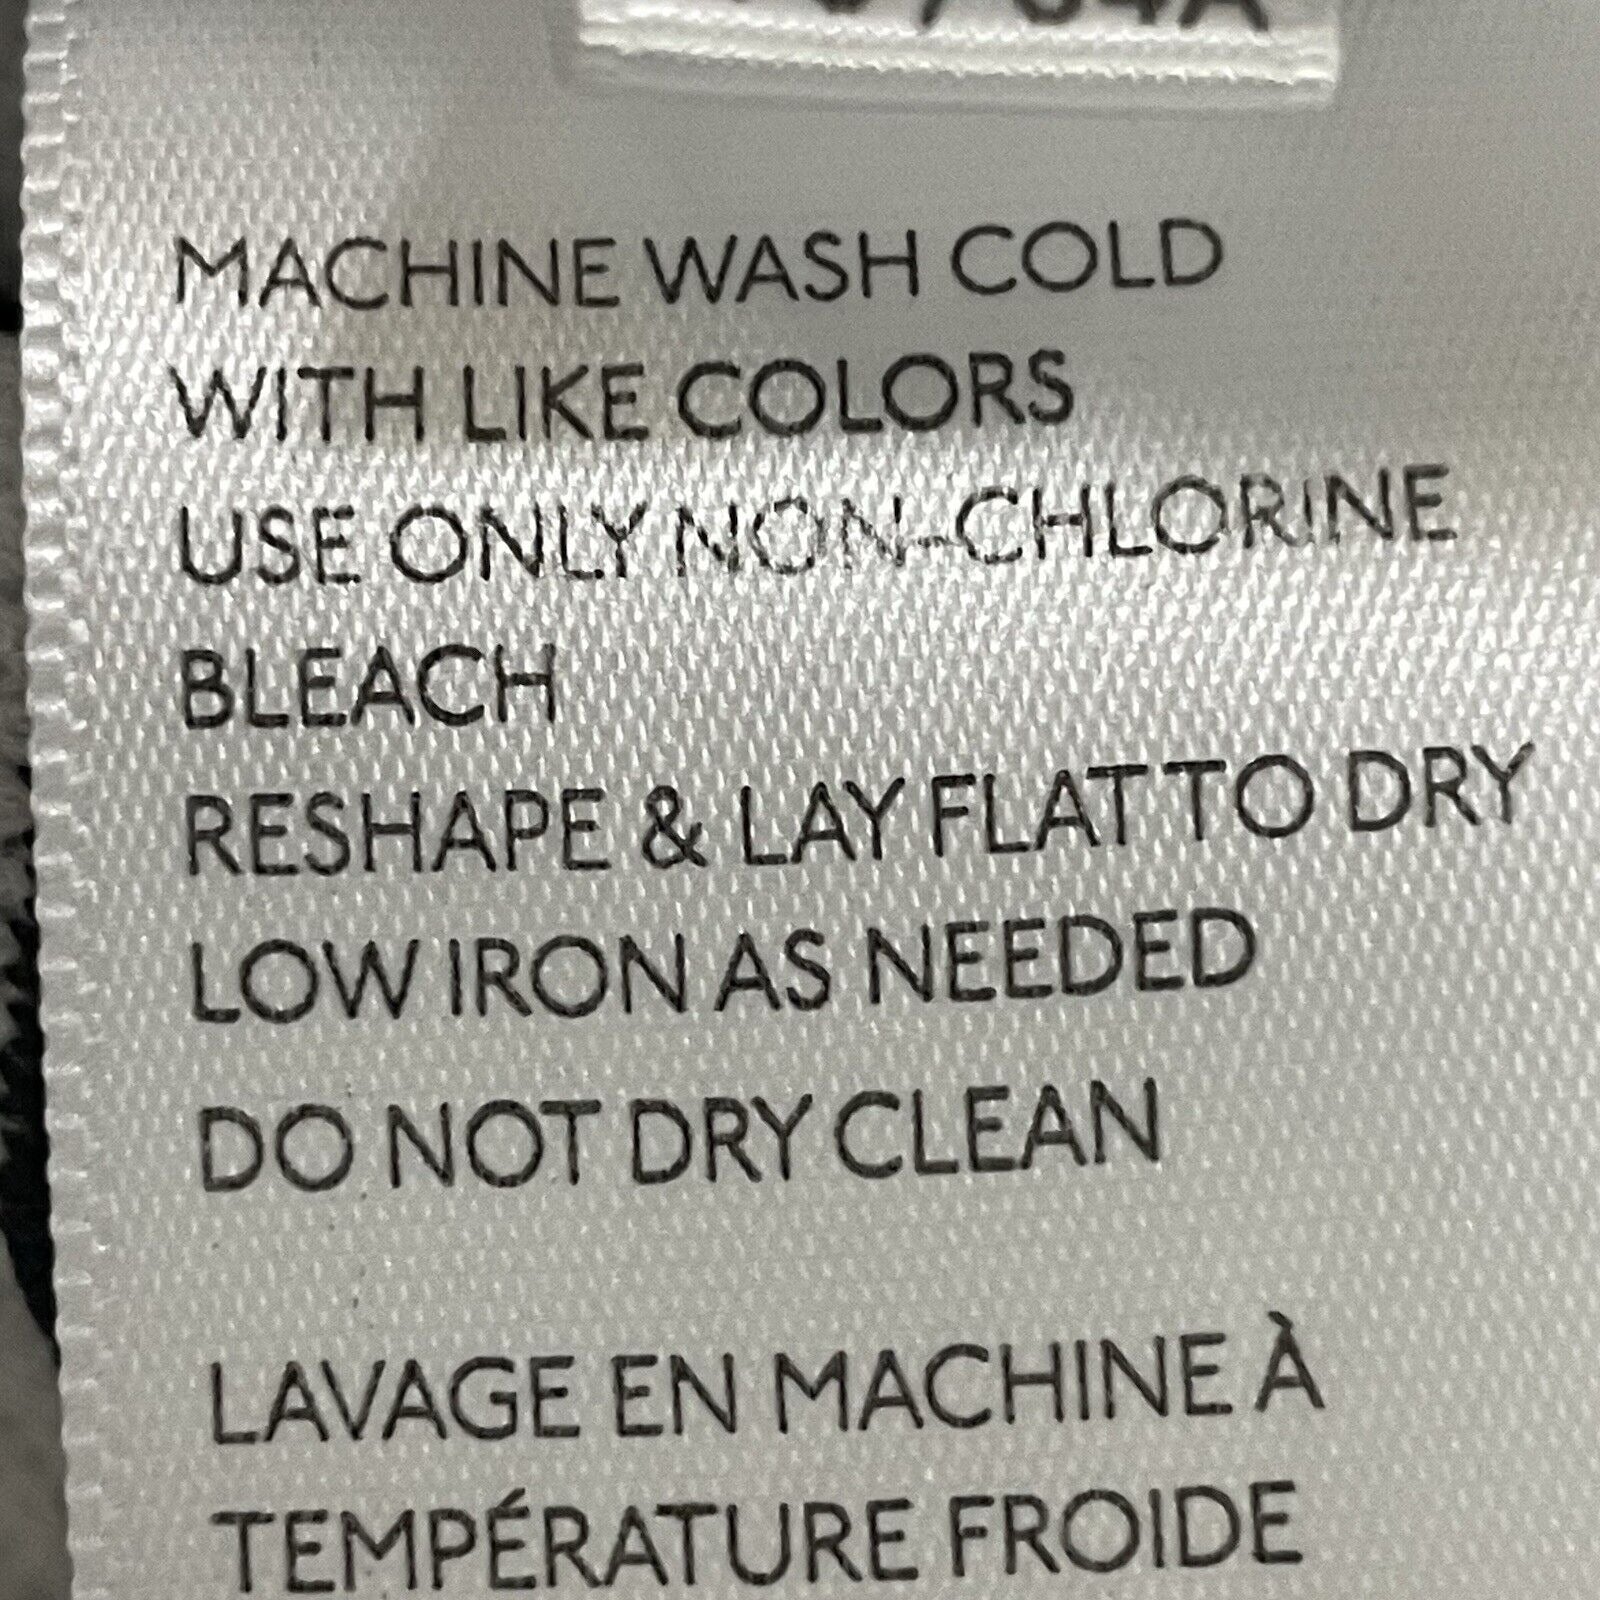 MACHINE WASH COLD
WITH LIKE COLORS
USE ONLY NON-CHLORINE
BLEACH
RESHAPE & LAY FLAT TO DRY
LOW IRON AS NEEDED
DO NOT DRY CLEAN
LAVAGE EN MACHINE À
TEMPÉRATURE FROIDE